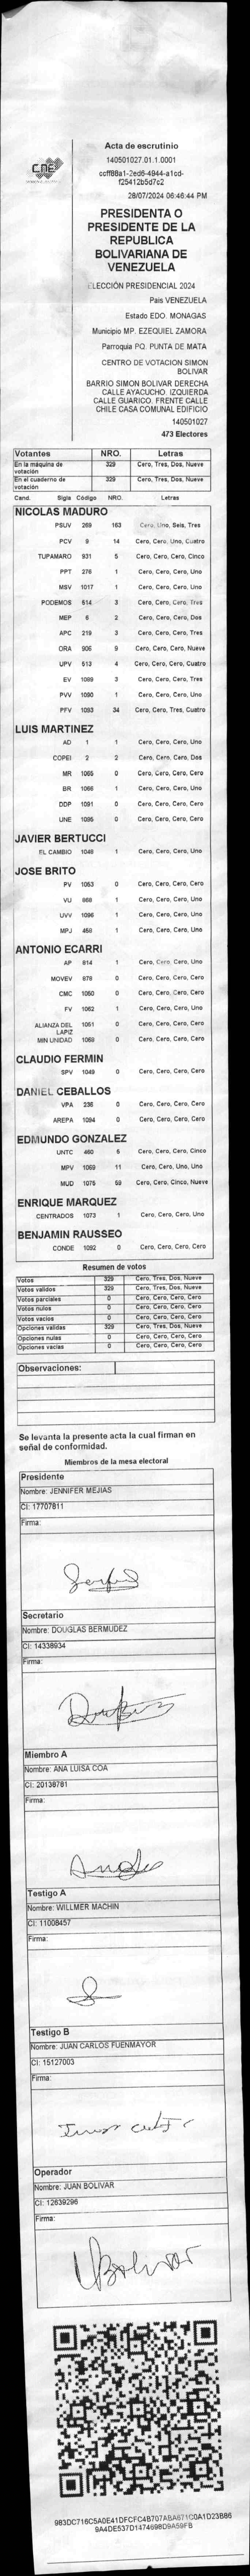 CNE
Acta de escrutinio
140501027.01.1.0001
ccff88a1-2ed6-4944-a1cd-
f25412b5d7c2
28/07/2024 06:46:44 PM
PRESIDENTA O
PRESIDENTE DE LA
REPUBLICA
BOLIVARIANA DE
VENEZUELA
ELECCIÓN PRESIDENCIAL 2024
Pais VENEZUELA
Estado EDO. MONAGAS
Municipio MP. EZEQUIEL ZAMORA
Parroquia PQ. PUNTA DE MATA
CENTRO DE VOTACION SIMON
BOLIVAR
BARRIO SIMON BOLIVAR DERECHA
CALLE AYACUCHO. IZQUIERDA
CALLE GUARICO. FRENTE CALLE
CHILE CASA COMUNAL EDIFICIO
140501027
473 Electores
Votantes NRO. Letras
En la máquina de votación 329 Cero, Tres, Dos, Nueve
En el cuaderno de votación 329 Cero, Tres, Dos, Nueve
Cand. Sigla Código NRO. Letras
NICOLAS MADURO
PSUV 269 163 Cero, Uno, Seis, Tres
PCV 9 14 Cero, Cero, Uno, Cuatro
TUPAMARO 931 5 Cero, Cero, Cero, Cinco
PPT 276 1 Cero, Cero, Cero, Uno
MSV 1017 1 Cero, Cero, Cero, Uno
PODEMOS 514 3 Cero, Cero, Cero, Tres
MEP 6 2 Cero, Cero, Cero, Dos
APC 219 3 Cero, Cero, Cero, Tres
ORA 906 9 Cero, Cero, Cero, Nueve
UPV 513 4 Cero, Cero, Cero, Cuatro
EV 1089 3 Cero, Cero, Cero, Tres
PVV 1090 1 Cero, Cero, Cero, Uno
PFV 1093 34 Cero, Cero, Tres, Cuatro
LUIS MARTINEZ
AD 1 1 Cero, Cero, Cero, Uno
COPEI 2 2 Cero, Cero, Cero, Dos
MR 1065 0 Cero, Cero, Cero, Cero
BR 1066 1 Cero, Cero, Cero, Uno
DDP 1091 0 Cero, Cero, Cero, Cero
UNE 1095 0 Cero, Cero, Cero, Cero
JAVIER BERTUCCI
EL CAMBIO 1048 1 Cero, Cero, Cero, Uno
JOSE BRITO
PV 1053 0 Cero, Cero, Cero, Cero
VU 868 1 Cero, Cero, Cero, Uno
UVV 1096 1 Cero, Cero, Cero, Uno
MPJ 458 1 Cero, Cero, Cero, Uno
ANTONIO ECARRI
AP 814 1 Cero, Cero, Cero, Uno
MOVEV 878 0 Cero, Cero, Cero, Cero
CMC 1050 0 Cero, Cero, Cero, Cero
FV 1062 1 Cero, Cero, Cero, Uno
ALIANZA DEL LAPIZ 1051 0 Cero, Cero, Cero, Cero
MIN UNIDAD 1068 0 Cero, Cero, Cero, Cero
CLAUDIO FERMIN
SPV 1049 0 Cero, Cero, Cero, Cero
DANIEL CEBALLOS
VPA 236 0 Cero, Cero, Cero, Cero
AREPA 1094 0 Cero, Cero, Cero, Cero
EDMUNDO GONZALEZ
UNTC 460 5 Cero, Cero, Cero, Cinco
MPV 1069 11 Cero, Cero, Uno, Uno
MUD 1075 59 Cero, Cero, Cinco, Nueve
ENRIQUE MARQUEZ
CENTRADOS 1073 1 Cero, Cero, Cero, Uno
BENJAMIN RAUSSEO
CONDE 1092 0 Cero, Cero, Cero, Cero
Resumen de votos
Votos 329 Cero, Tres, Dos, Nueve
Votos validos 329 Cero, Tres, Dos, Nueve
Votos parciales 0 Cero, Cero, Cero, Cero
Votos nulos 0 Cero, Cero, Cero, Cero
Votos vacios 0 Cero, Cero, Cero, Cero
Opciones validas 329 Cero, Tres, Dos, Nueve
Opciones nulas 0 Cero, Cero, Cero, Cero
Opciones vacias 0 Cero, Cero, Cero, Cero
Observaciones:
Se levanta la presente acta la cual firman en
señal de conformidad.
Miembros de la mesa electoral
Presidente
Nombre: JENNIFER MEJIAS
CI: 17707811
Firma:
Secretario
Nombre: DOUGLAS BERMUDEZ
CI: 14338934
Firma:
Miembro A
Nombre: ANA LUISA COA
CI: 20138781
Firma:
Testigo A
Nombre: WILLMER MACHIN
CI: 11008457
Firma:
Testigo B
Nombre: JUAN CARLOS FUENMAYOR
CI: 15127003
Firma:
Operador
Nombre: JUAN BOLIVAR
CI: 12639296
Firma:
UBolivar
983DC716C5A0E41DFCFC4B707ABA671C0A1D23B86
9A4DE537D1474698D9A59FB